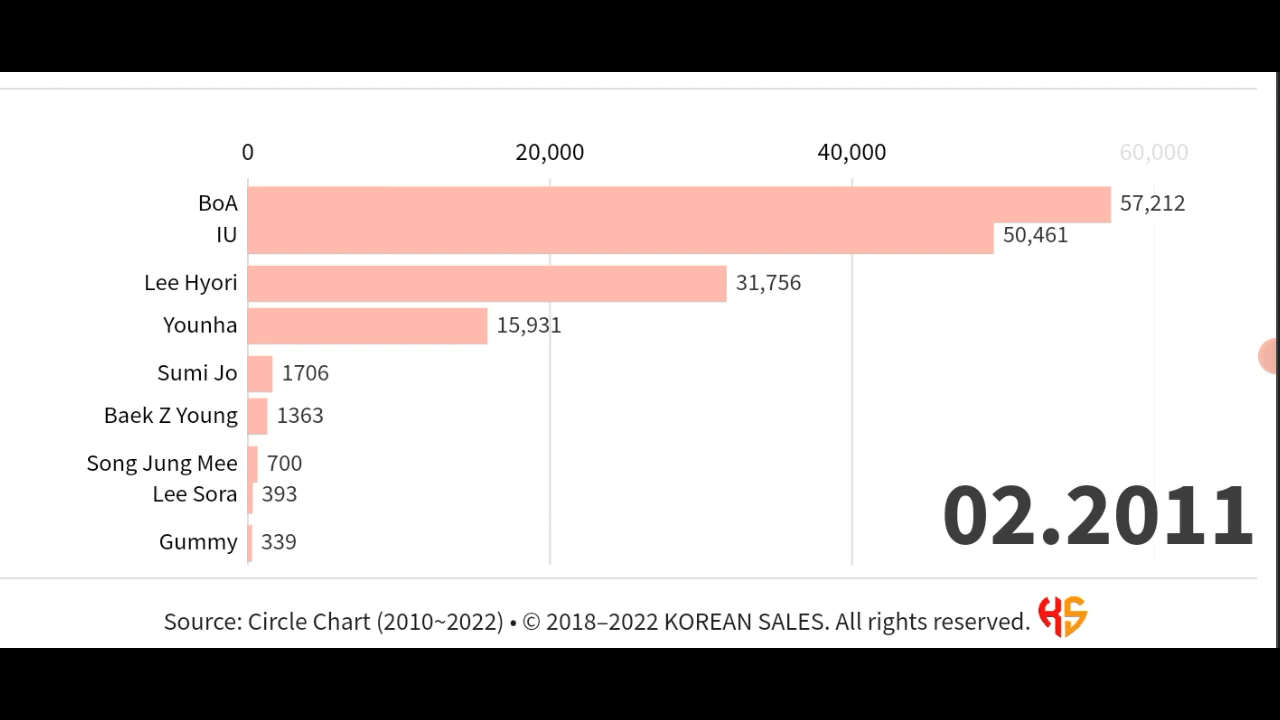 0 20,000 40,000 60,000
BoA 57,212
IU 50,461
Lee Hyori 31,756
Younha 15,931
Sumi Jo 1706
Baek Z Young 1363
Song Jung Mee 700
Lee Sora 393
Gummy 339
02.2011
Source: Circle Chart (2010~2022) • © 2018–2022 KOREAN SALES. All rights reserved. KS